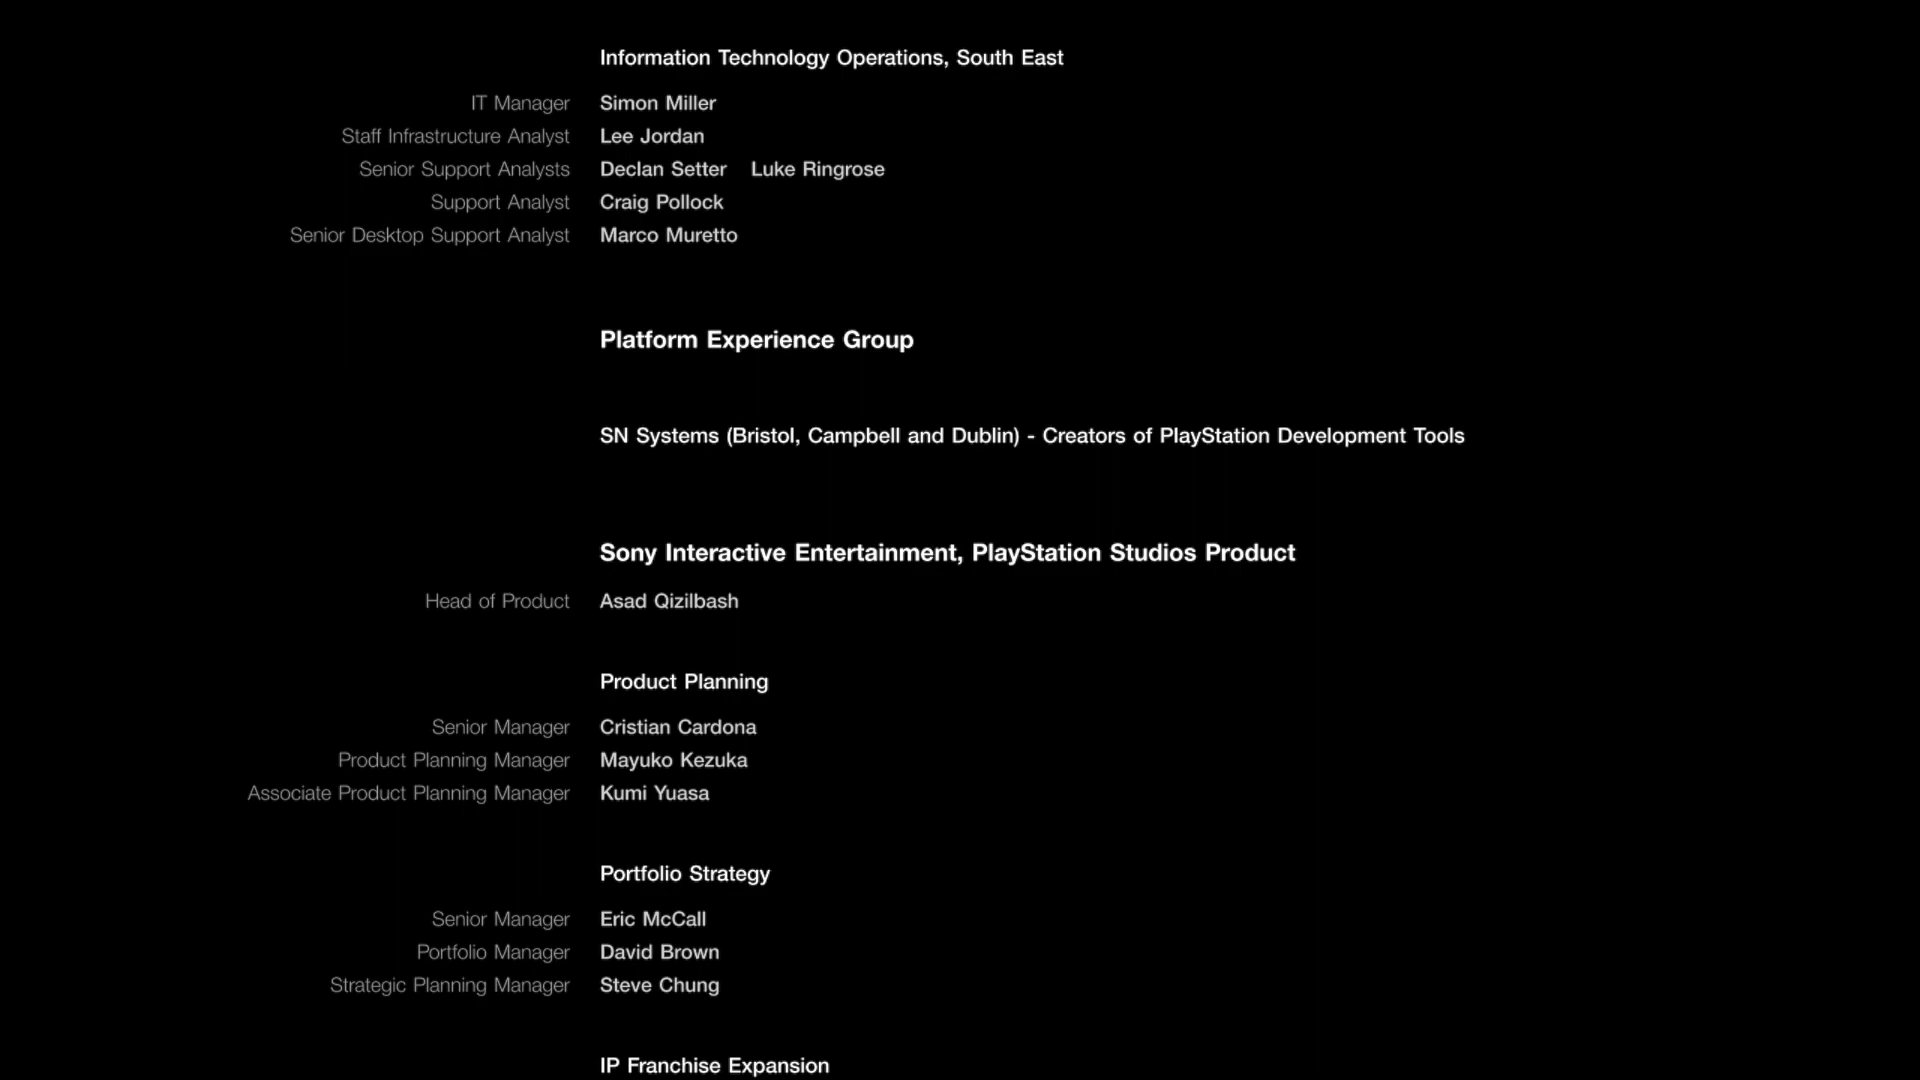 Information Technology Operations, South East
IT Manager Simon Miller
Staff Infrastructure Analyst Lee Jordan
Senior Support Analysts Declan Setter Luke Ringrose
Support Analyst Craig Pollock
Senior Desktop Support Analyst Marco Muretto
Platform Experience Group
SN Systems (Bristol, Campbell and Dublin) - Creators of PlayStation Development Tools
Sony Interactive Entertainment, PlayStation Studios Product
Head of Product Asad Qizilbash
Product Planning
Senior Manager Cristian Cardona
Product Planning Manager Mayuko Kezuka
Associate Product Planning Manager Kumi Yuasa
Portfolio Strategy
Senior Manager Eric McCall
Portfolio Manager David Brown
Strategic Planning Manager Steve Chung
IP Franchise Expansion